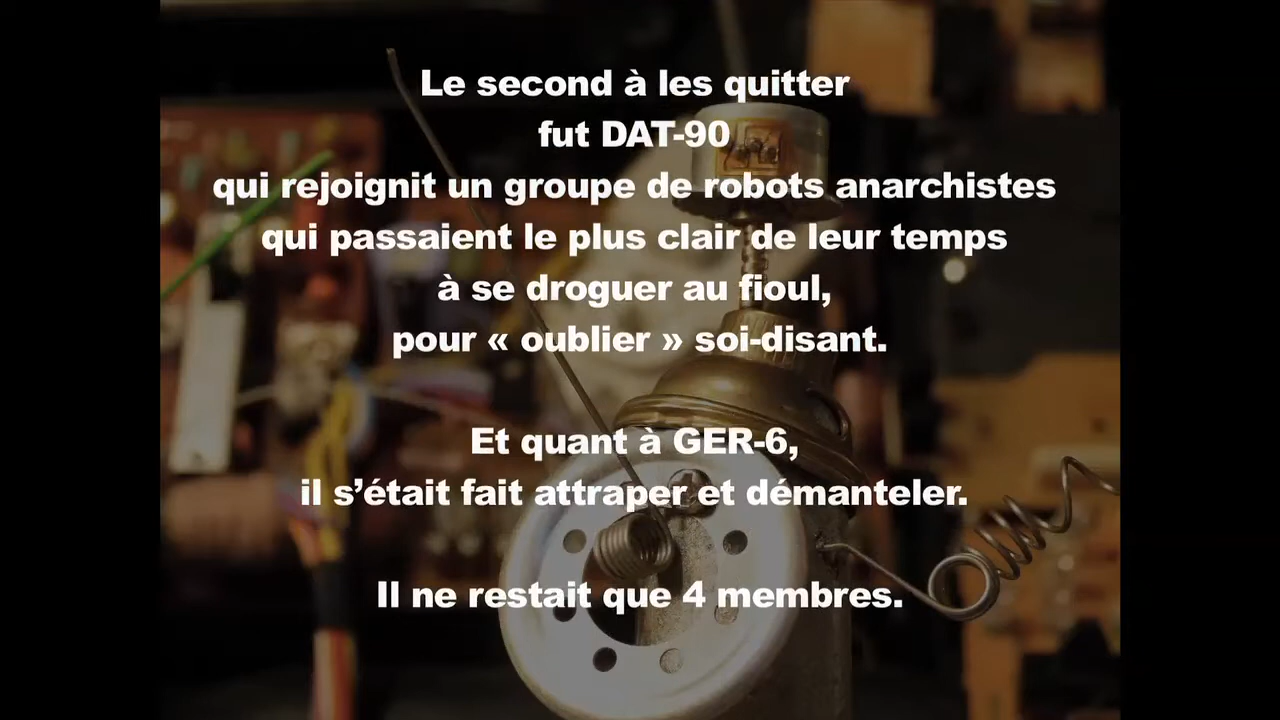 Le second à les quitter
fut DAT-90
qui rejoignit un groupe de robots anarchistes
qui passaient le plus clair de leur temps
à se droguer au fioul,
pour « oublier » soi-disant.
Et quant à GER-6,
il s’était fait attraper et démanteler.
Il ne restait que 4 membres.